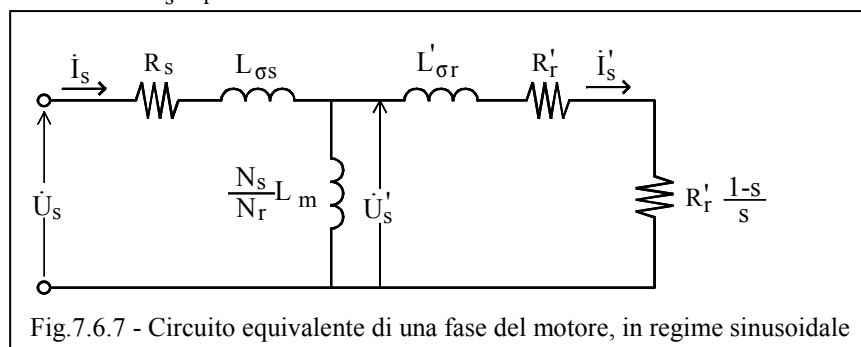 İs
Rs
Lσs
L'σr
R'r
İ's
U̇s
Ns/Nr Lm
U̇'s
R'r 1-s/s
Fig.7.6.7 - Circuito equivalente di una fase del motore, in regime sinusoidale